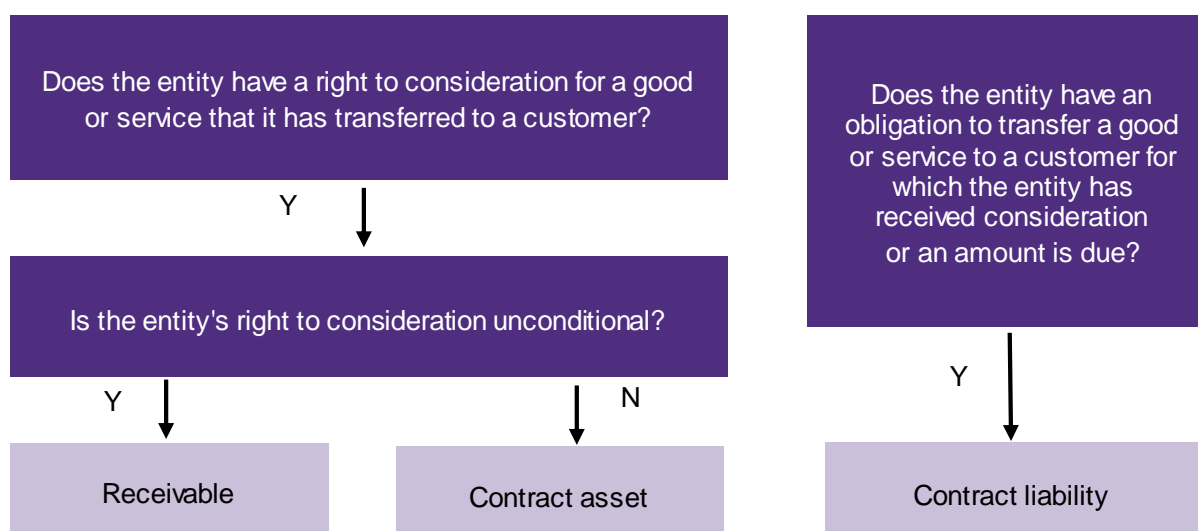 Does the entity have a right to consideration for a good
or service that it has transferred to a customer?
Y
Is the entity's right to consideration unconditional?
Y
N
Receivable
Contract asset
Does the entity have an
obligation to transfer a good
or service to a customer for
which the entity has
received consideration
or an amount is due?
Y
Contract liability